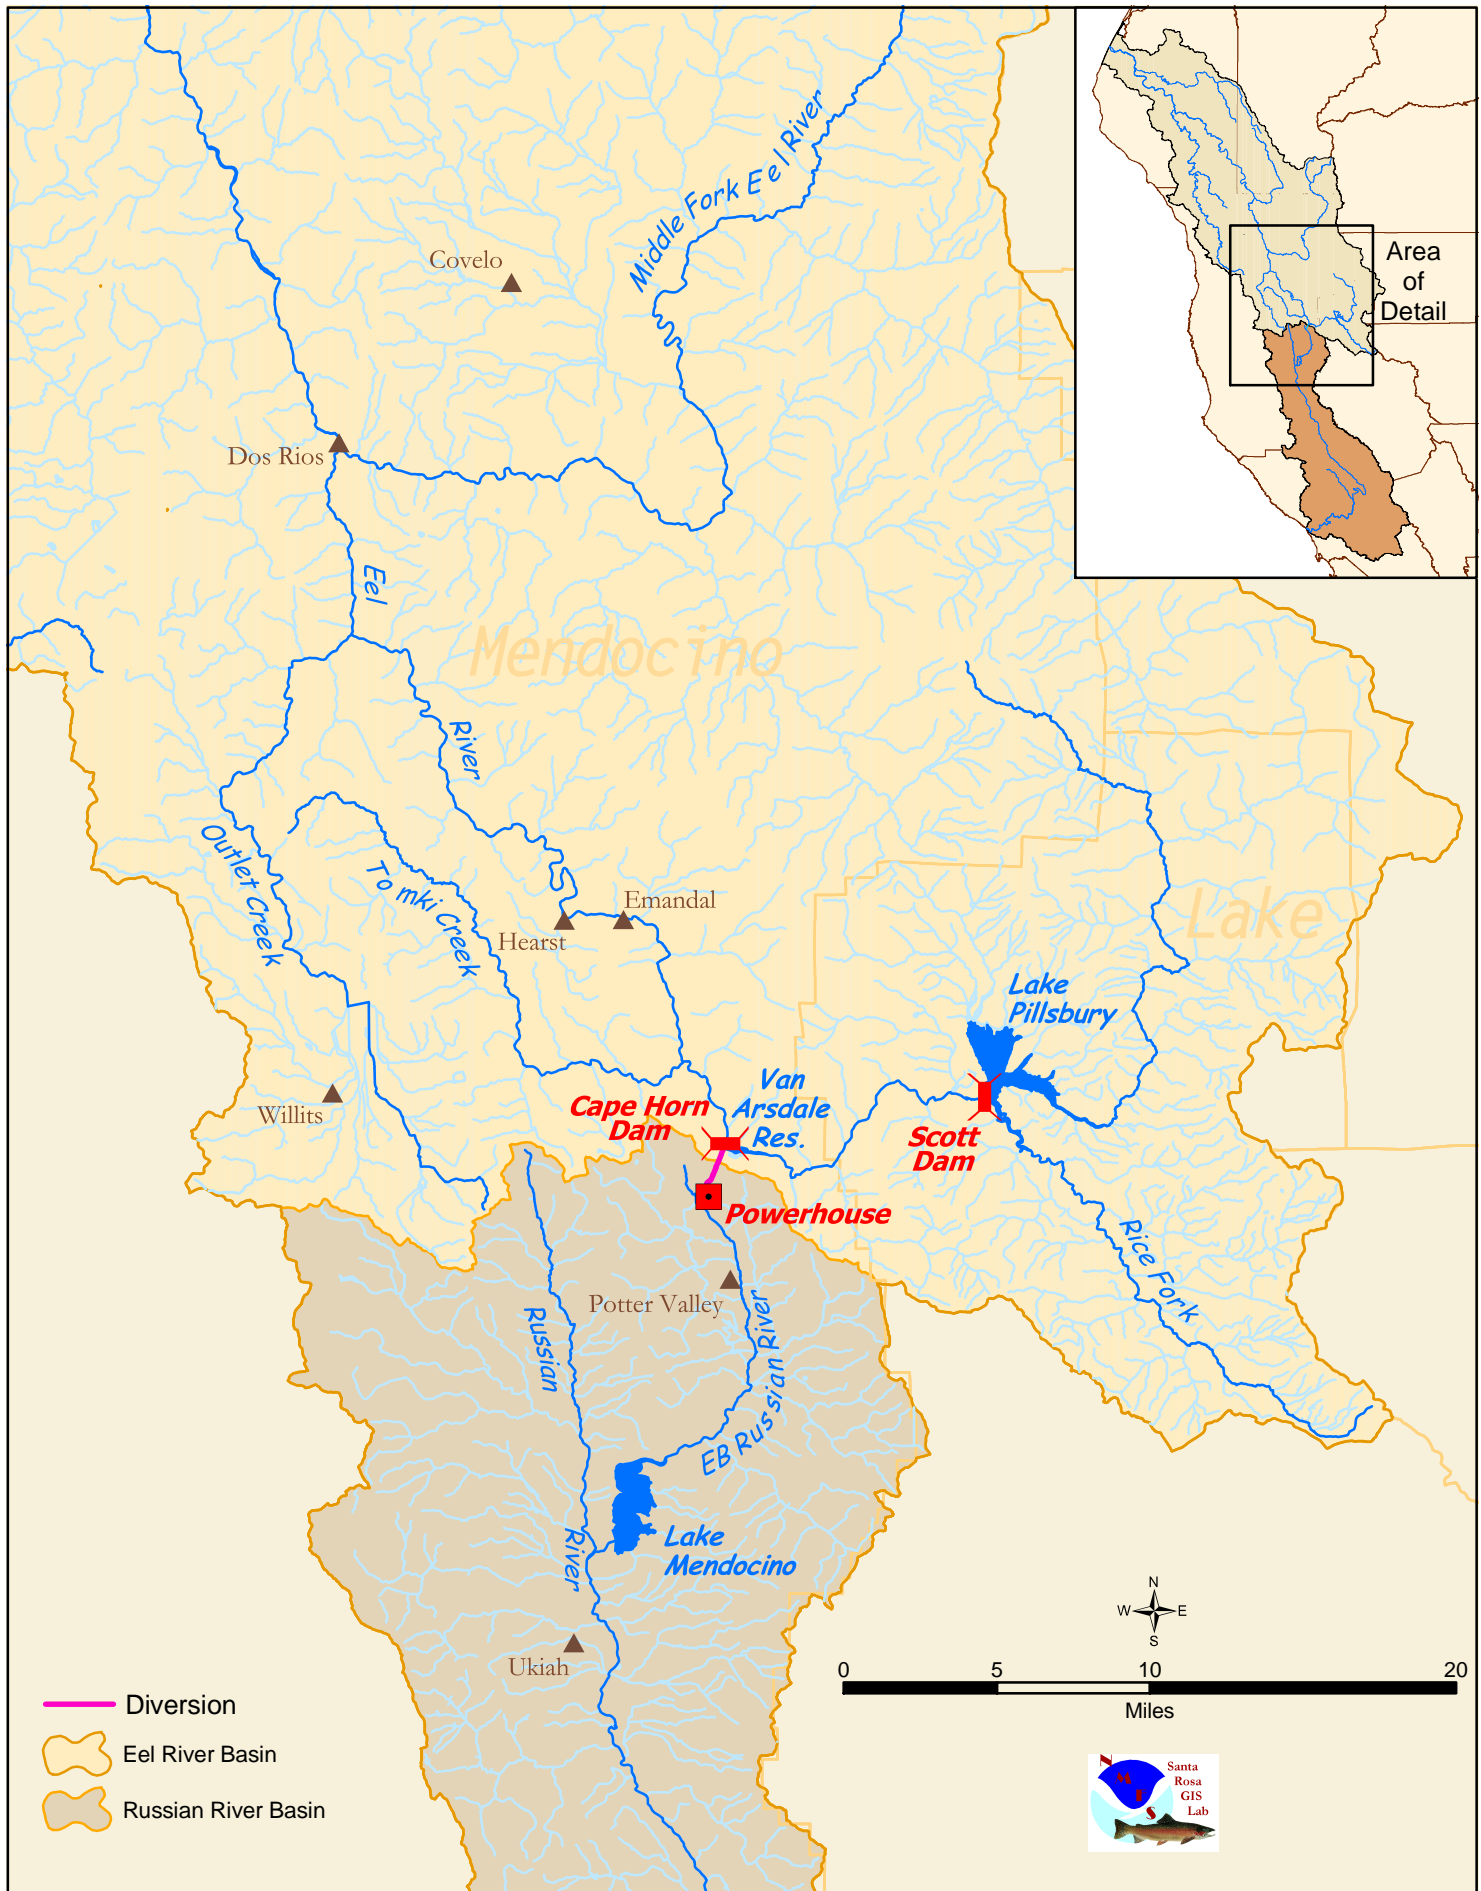 Area
of
Detail
Middle Fork Eel River
Covelo
Dos Rios
Eel
Mendocino
River
Outlet Creek
Tomki Creek
Emandal
Hearst
Lake
Lake
Pillsbury
Willits
Van
Arsdale
Res.
Cape Horn
Dam
Scott
Dam
Powerhouse
Rice Fork
Potter Valley
Russian
EB Russian River
River
Lake
Mendocino
Ukiah
N
W E
S
0 5 10 20
Miles
Diversion
Eel River Basin
Russian River Basin
NMFS
Santa
Rosa
GIS
Lab